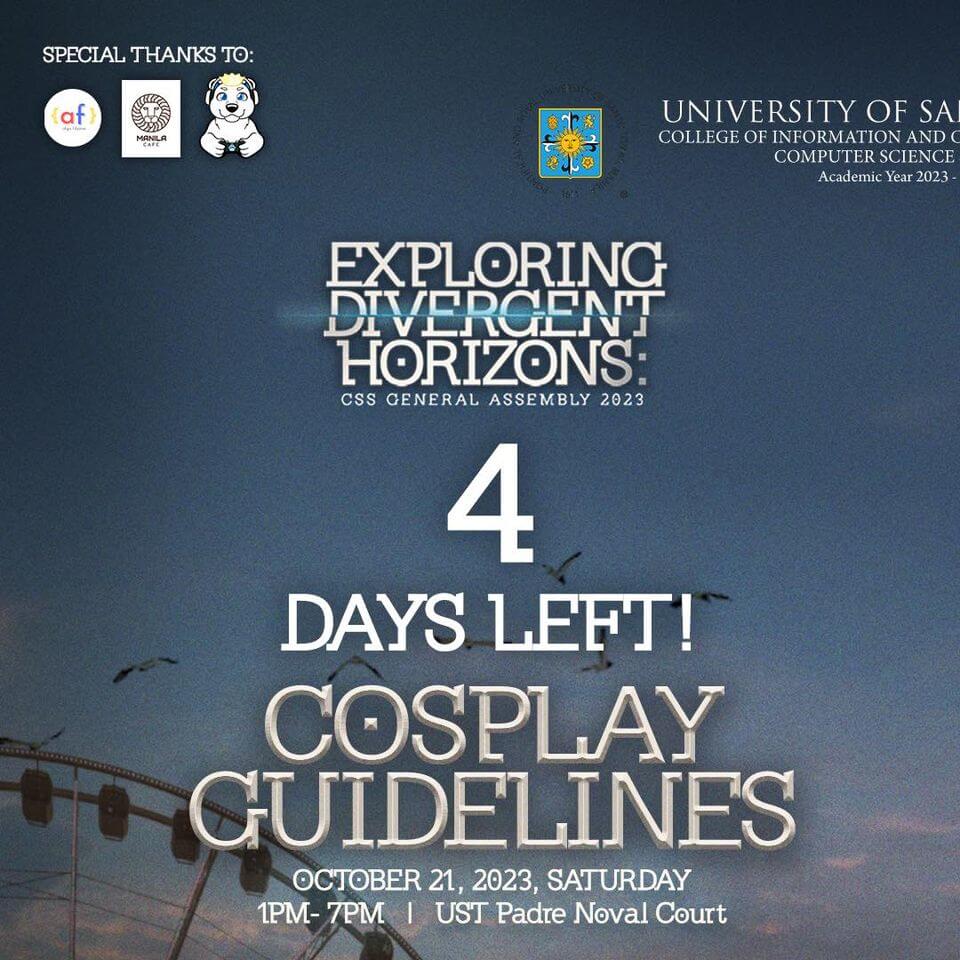 SPECIAL THANKS TO:
{af}
MANILA
CAFE
UNIVERSITY OF SA
COLLEGE OF INFORMATION AND C
COMPUTER SCIENCE
Academic Year 2023 -
®
EXPLORING
DIVERGENT
HORIZONS:
CSS GENERAL ASSEMBLY 2023
4
DAYS LEFT!
COSPLAY
GUIDELINES
OCTOBER 21, 2023, SATURDAY
1PM- 7PM | UST Padre Noval Court